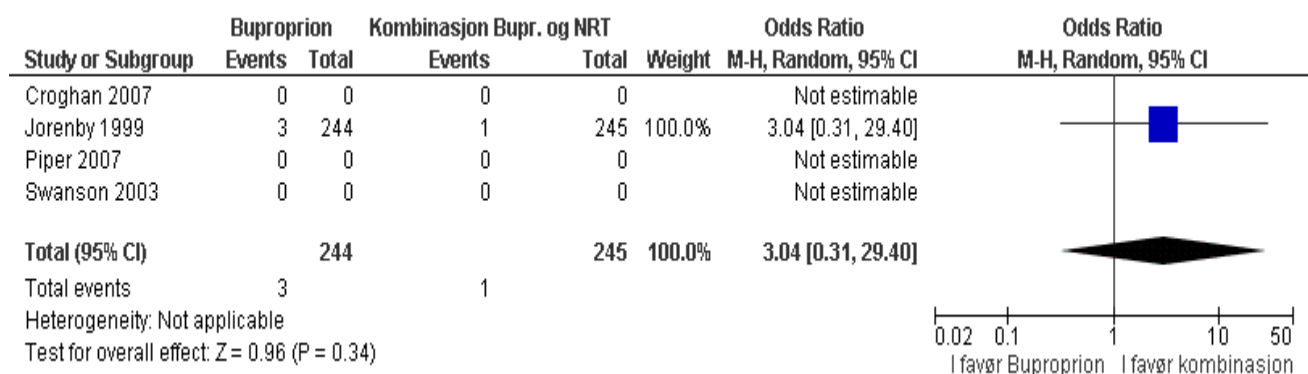 Buproprion Kombinasjon Bupr. og NRT Odds Ratio Odds Ratio
Study or Subgroup Events Total Events Total Weight M-H, Random, 95% CI M-H, Random, 95% CI
Croghan 2007 0 0 0 0 Not estimable
Jorenby 1999 3 244 1 245 100.0% 3.04 [0.31, 29.40]
Piper 2007 0 0 0 0 Not estimable
Swanson 2003 0 0 0 0 Not estimable
Total (95% CI) 244 245 100.0% 3.04 [0.31, 29.40]
Total events 3 1
Heterogeneity: Not applicable
Test for overall effect: Z = 0.96 (P = 0.34)
0.02 0.1 1 10 50
I favør Buproprion I favør kombinasjon